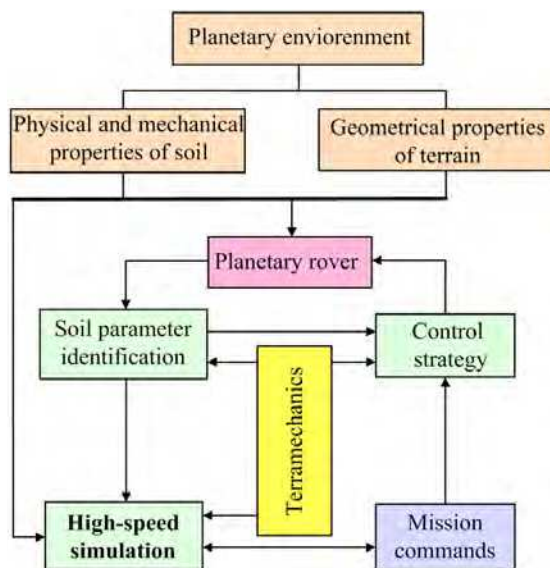 Planetary enviorenment
Physical and mechanical
properties of soil
Geometrical properties
of terrain
Planetary rover
Soil parameter
identification
Control
strategy
Terramechanics
High-speed
simulation
Mission
commands